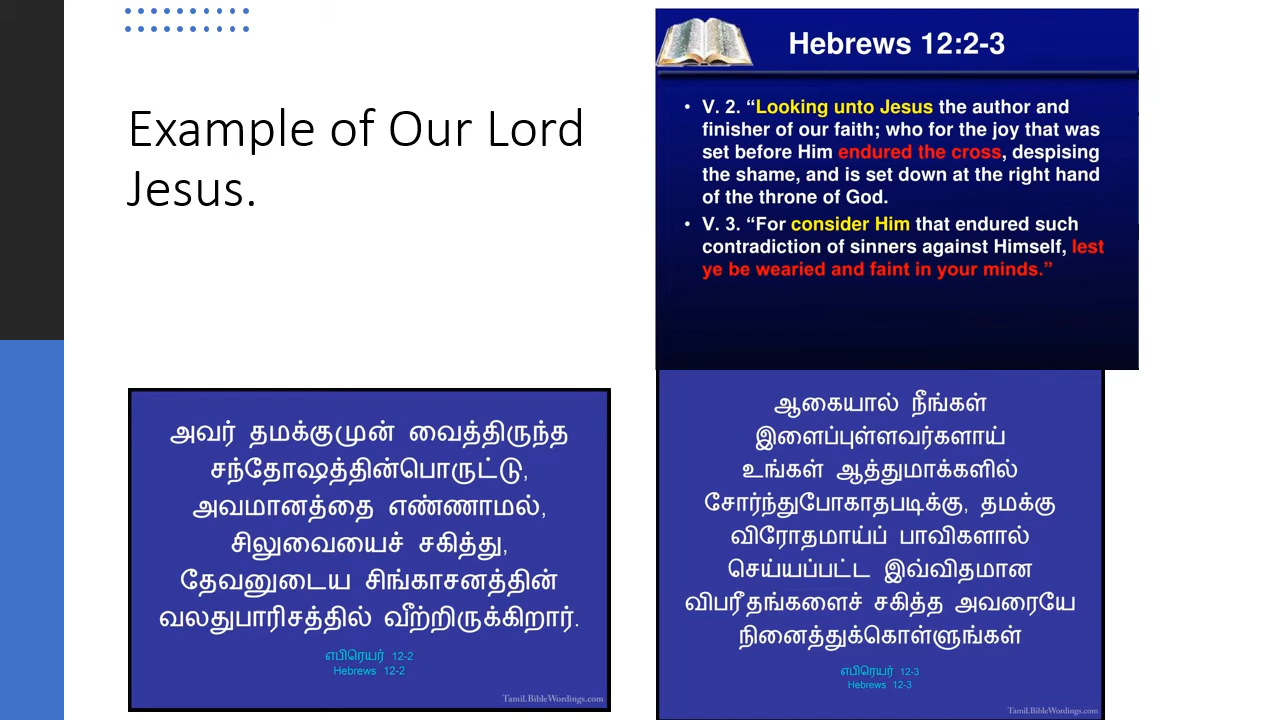 Example of Our Lord
Jesus.
Hebrews 12:2-3
• V. 2. “Looking unto Jesus the author and
finisher of our faith; who for the joy that was
set before Him endured the cross, despising
the shame, and is set down at the right hand
of the throne of God.
• V. 3. “For consider Him that endured such
contradiction of sinners against Himself, lest
ye be wearied and faint in your minds.”
அவர் தமக்குமுன் வைத்திருந்த
சந்தோஷத்தின்பொருட்டு,
அவமானத்தை எண்ணாமல்,
சிலுவையைச் சகித்து,
தேவனுடைய சிங்காசனத்தின்
வலதுபாரிசத்தில் வீற்றிருக்கிறார்.
எபிரெயர் 12-2
Hebrews 12-2
Tamil.BibleWordings.com
ஆகையால் நீங்கள்
இளைப்புள்ளவர்களாய்
உங்கள் ஆத்துமாக்களில்
சோர்ந்துபோகாதபடிக்கு, தமக்கு
விரோதமாய்ப் பாவிகளால்
செய்யப்பட்ட இவ்விதமான
விபரீதங்களைச் சகித்த அவரையே
நினைத்துக்கொள்ளுங்கள்
எபிரெயர் 12-3
Hebrews 12-3
Tamil.BibleWordings.com